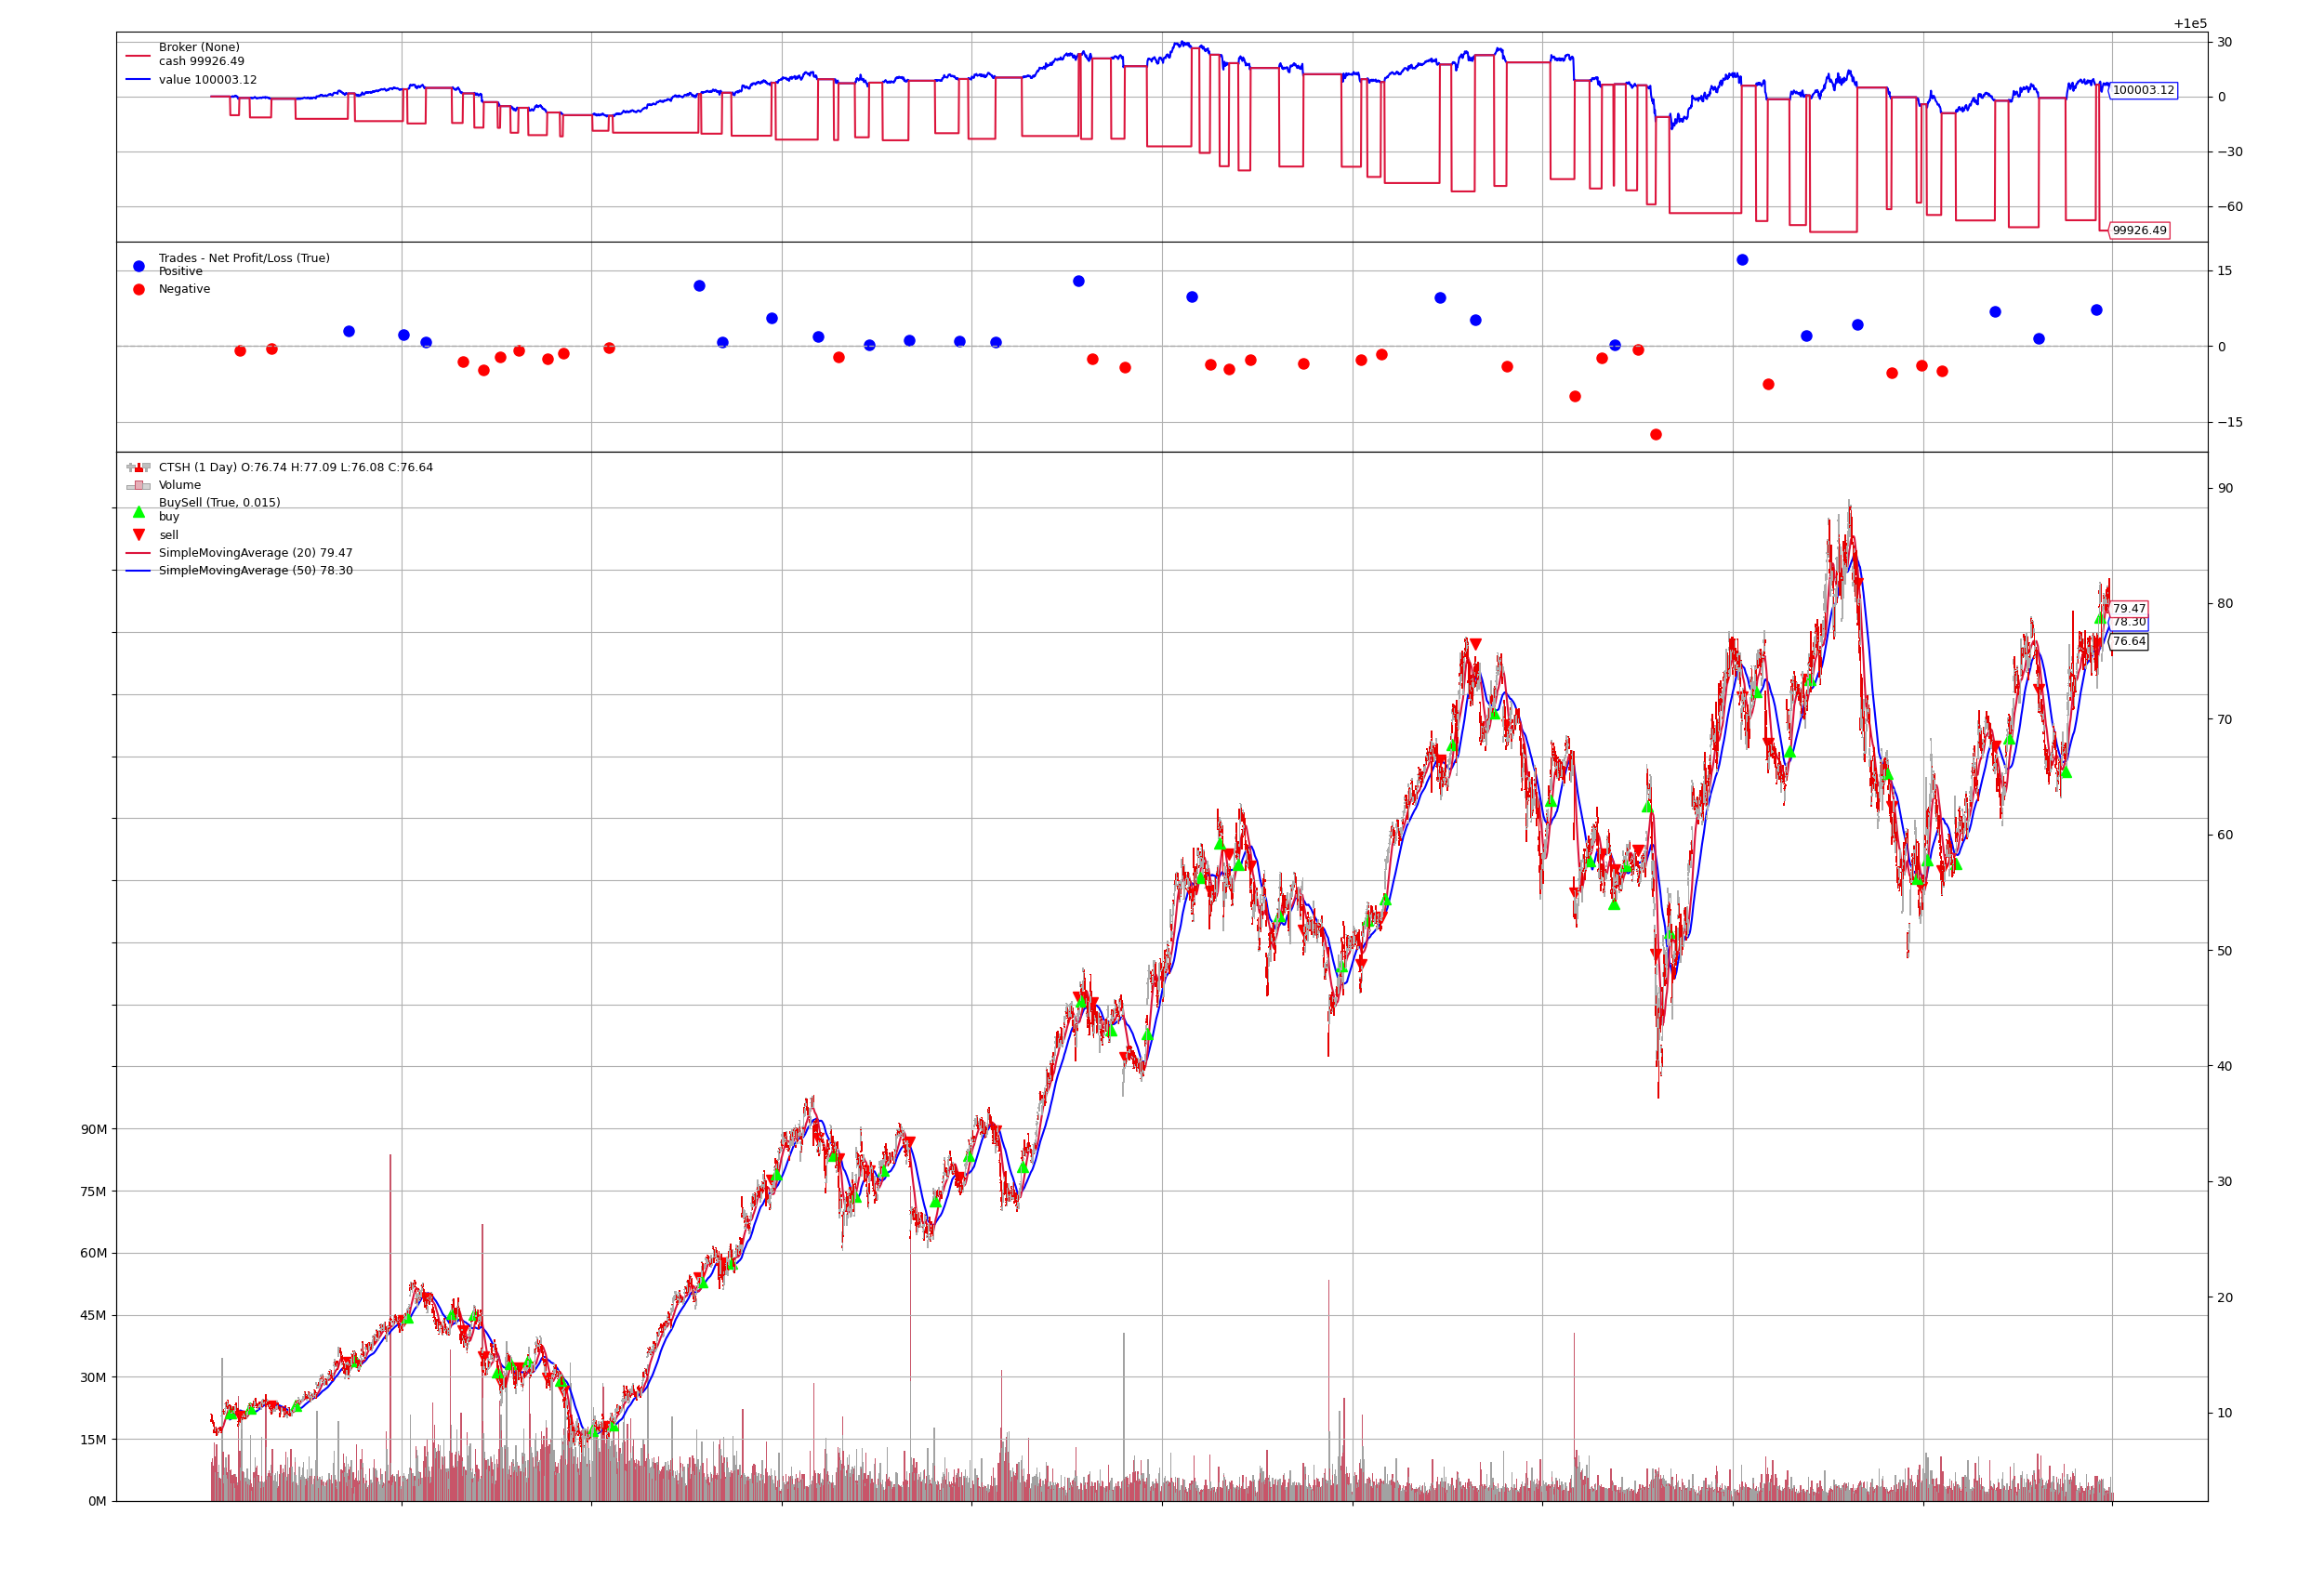 +1e5
Broker (None)
cash 99926.49
value 100003.12
30
0
−30
−60
100003.12
99926.49
Trades - Net Profit/Loss (True)
Positive
Negative
15
0
−15
CTSH (1 Day) O:76.74 H:77.09 L:76.08 C:76.64
Volume
BuySell (True, 0.015)
buy
sell
SimpleMovingAverage (20) 79.47
SimpleMovingAverage (50) 78.30
90
80
70
60
50
40
30
20
10
79.47
78.30
76.64
90M
75M
60M
45M
30M
15M
0M